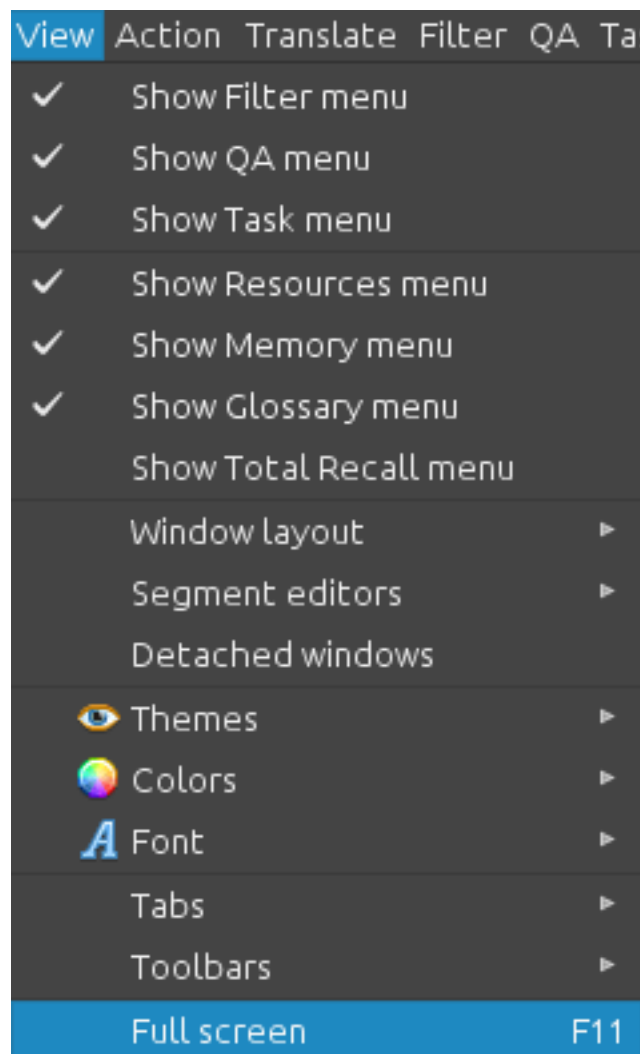 View Action Translate Filter QA Ta
Show Filter menu
Show QA menu
Show Task menu
Show Resources menu
Show Memory menu
Show Glossary menu
Show Total Recall menu
Window layout
Segment editors
Detached windows
Themes
Colors
Font
Tabs
Toolbars
Full screen F11